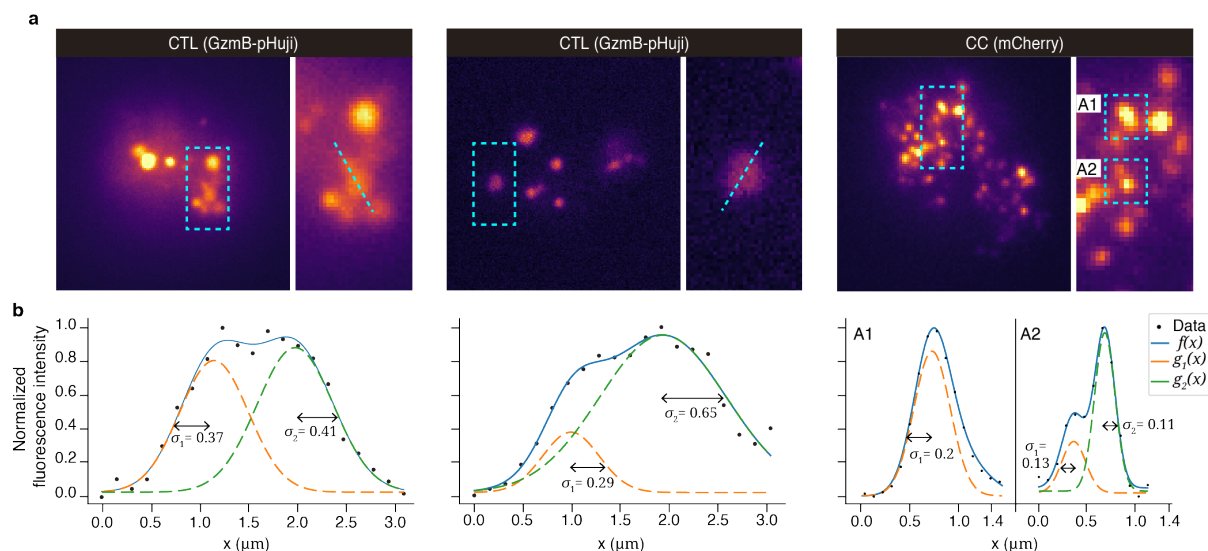 a
CTL (GzmB-pHuji)
CTL (GzmB-pHuji)
CC (mCherry)
A1
A2
b
Normalized
fluorescence intensity
1.0
0.8
0.6
0.4
0.2
0.0
σ₁= 0.37
σ₂= 0.41
0.0 0.5 1.0 1.5 2.0 2.5 3.0
x (μm)
σ₁= 0.29
σ₂= 0.65
0.0 0.5 1.0 1.5 2.0 2.5 3.0
x (μm)
A1
σ₁= 0.2
0.0 0.5 1.0 1.4
A2
σ₁=
0.13
σ₂= 0.11
0.0 1.0 1.4
x (μm)
Data
f(x)
g₁(x)
g₂(x)